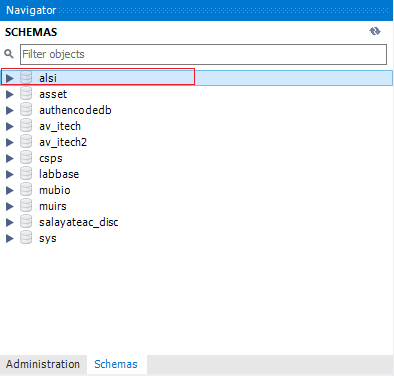 Navigator
SCHEMAS
Filter objects
alsi
asset
authencodedb
av_itech
av_itech2
csps
labbase
mubio
muirs
salayateac_disc
sys
Administration Schemas